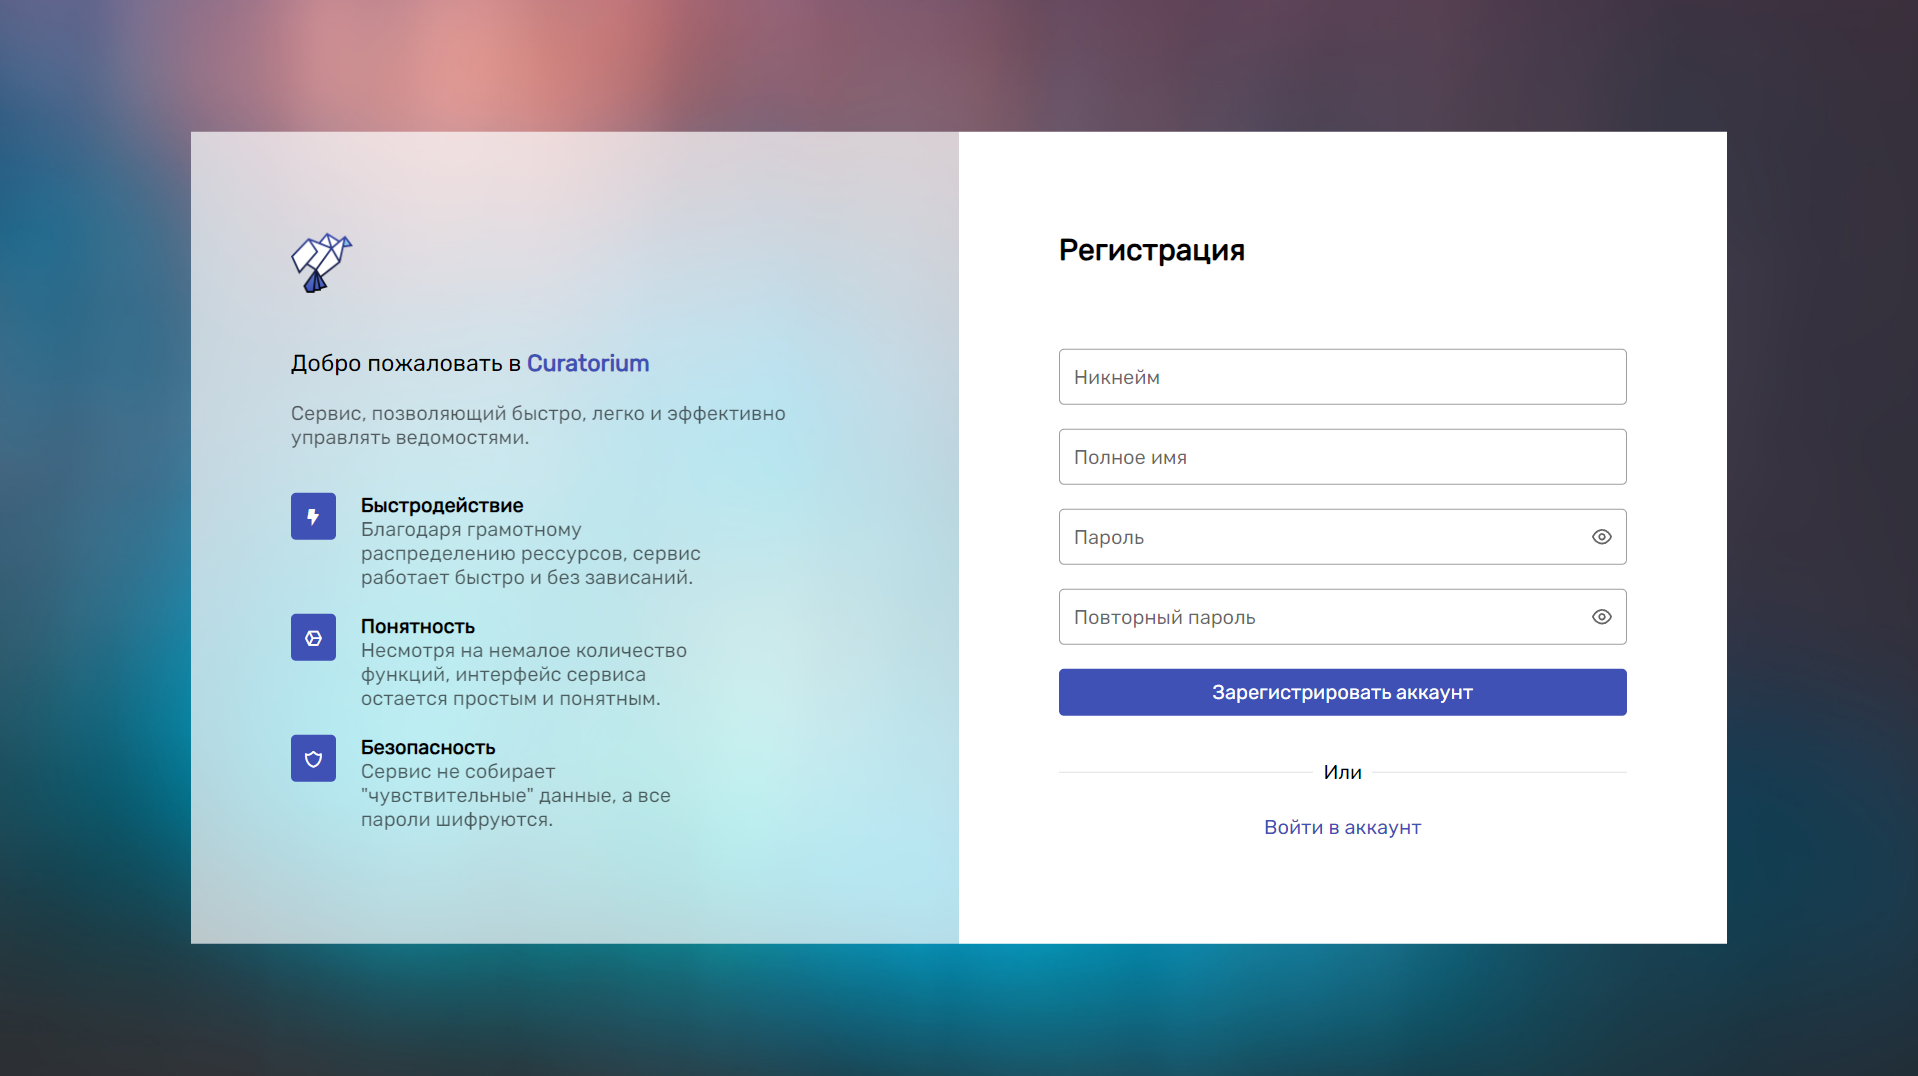 Добро пожаловать в Curatorium
Сервис, позволяющий быстро, легко и эффективно
управлять ведомостями.
Быстродействие
Благодаря грамотному
распределению рессурсов, сервис
работает быстро и без зависаний.
Понятность
Несмотря на немалое количество
функций, интерфейс сервиса
остается простым и понятным.
Безопасность
Сервис не собирает
"чувствительные" данные, а все
пароли шифруются.
Регистрация
Никнейм
Полное имя
Пароль
Повторный пароль
Зарегистрировать аккаунт
Или
Войти в аккаунт